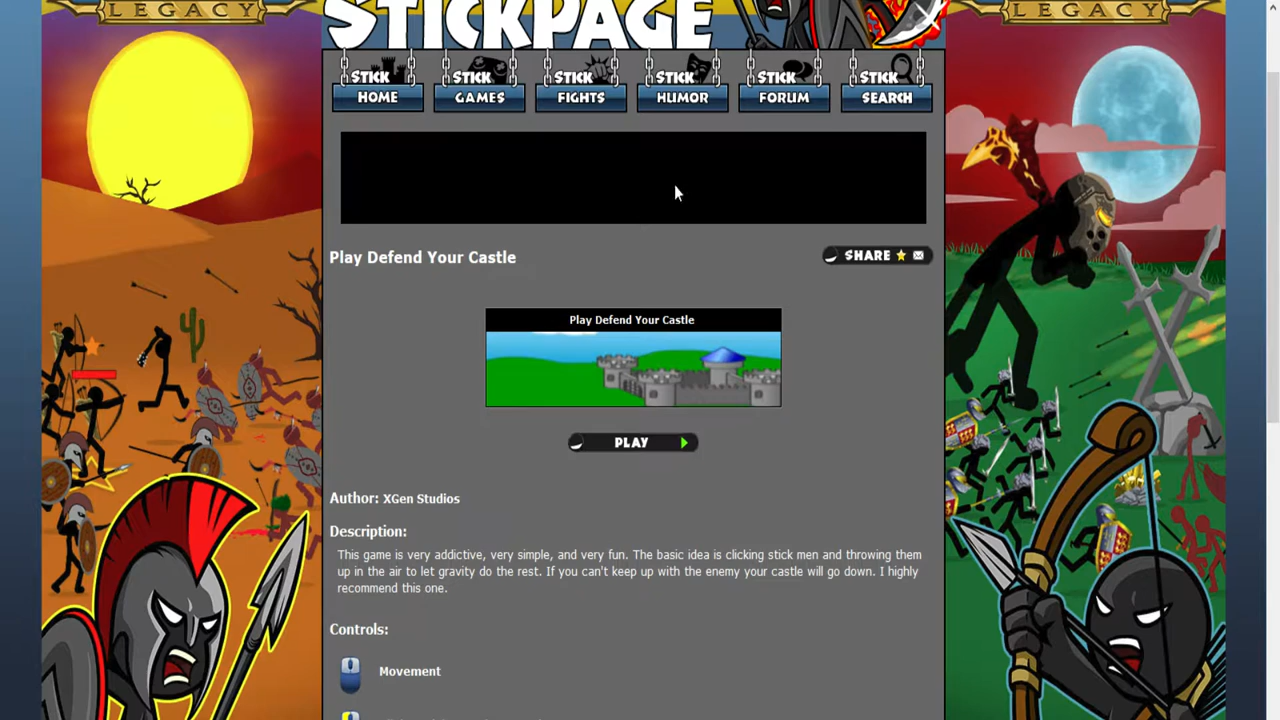 LEGACY
LEGACY
STICKPAGE
STICK HOME
STICK GAMES
STICK FIGHTS
STICK HUMOR
STICK FORUM
STICK SEARCH
Play Defend Your Castle
SHARE
Play Defend Your Castle
PLAY
Author: XGen Studios
Description:
This game is very addictive, very simple, and very fun. The basic idea is clicking stick men and throwing them
up in the air to let gravity do the rest. If you can't keep up with the enemy your castle will go down. I highly
recommend this one.
Controls:
Movement